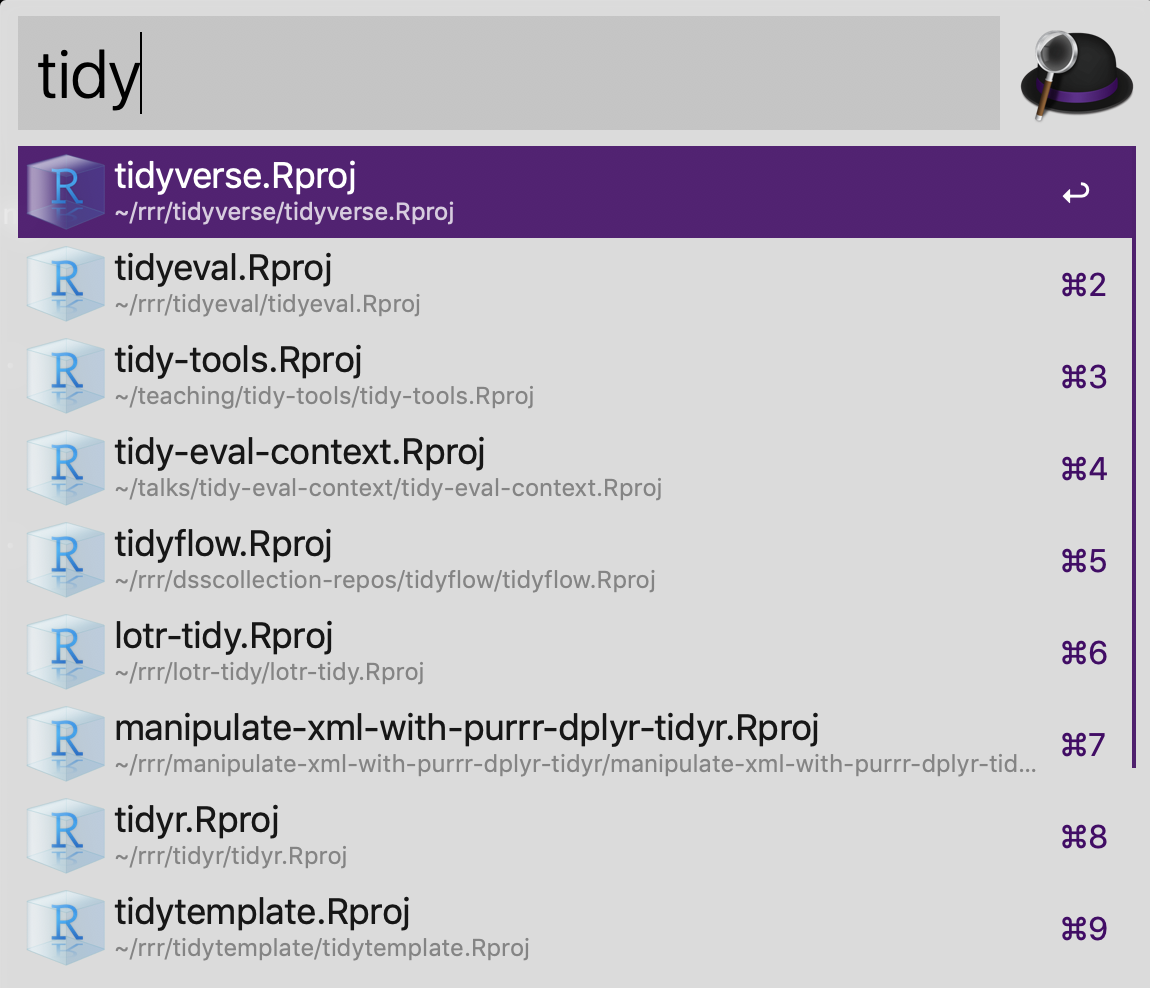 tidy
tidyverse.Rproj
~/rrr/tidyverse/tidyverse.Rproj
↩
tidyeval.Rproj
~/rrr/tidyeval/tidyeval.Rproj
⌘2
tidy-tools.Rproj
~/teaching/tidy-tools/tidy-tools.Rproj
⌘3
tidy-eval-context.Rproj
~/talks/tidy-eval-context/tidy-eval-context.Rproj
⌘4
tidyflow.Rproj
~/rrr/dsscollection-repos/tidyflow/tidyflow.Rproj
⌘5
lotr-tidy.Rproj
~/rrr/lotr-tidy/lotr-tidy.Rproj
⌘6
manipulate-xml-with-purrr-dplyr-tidyr.Rproj
~/rrr/manipulate-xml-with-purrr-dplyr-tidyr/manipulate-xml-with-purrr-dplyr-tid...
⌘7
tidyr.Rproj
~/rrr/tidyr/tidyr.Rproj
⌘8
tidytemplate.Rproj
~/rrr/tidytemplate/tidytemplate.Rproj
⌘9